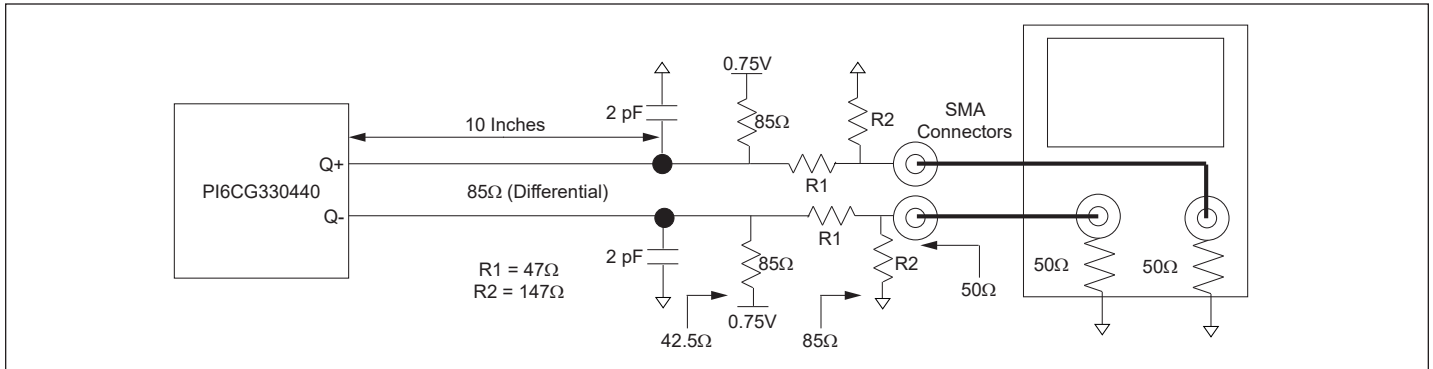 0.75V
2 pF
85Ω
R2
SMA
Connectors
10 Inches
Q+
R1
PI6CG330440
85Ω (Differential)
Q-
R1
R1 = 47Ω
R2 = 147Ω
2 pF
85Ω
R2
50Ω
50Ω
50Ω
0.75V
42.5Ω
85Ω